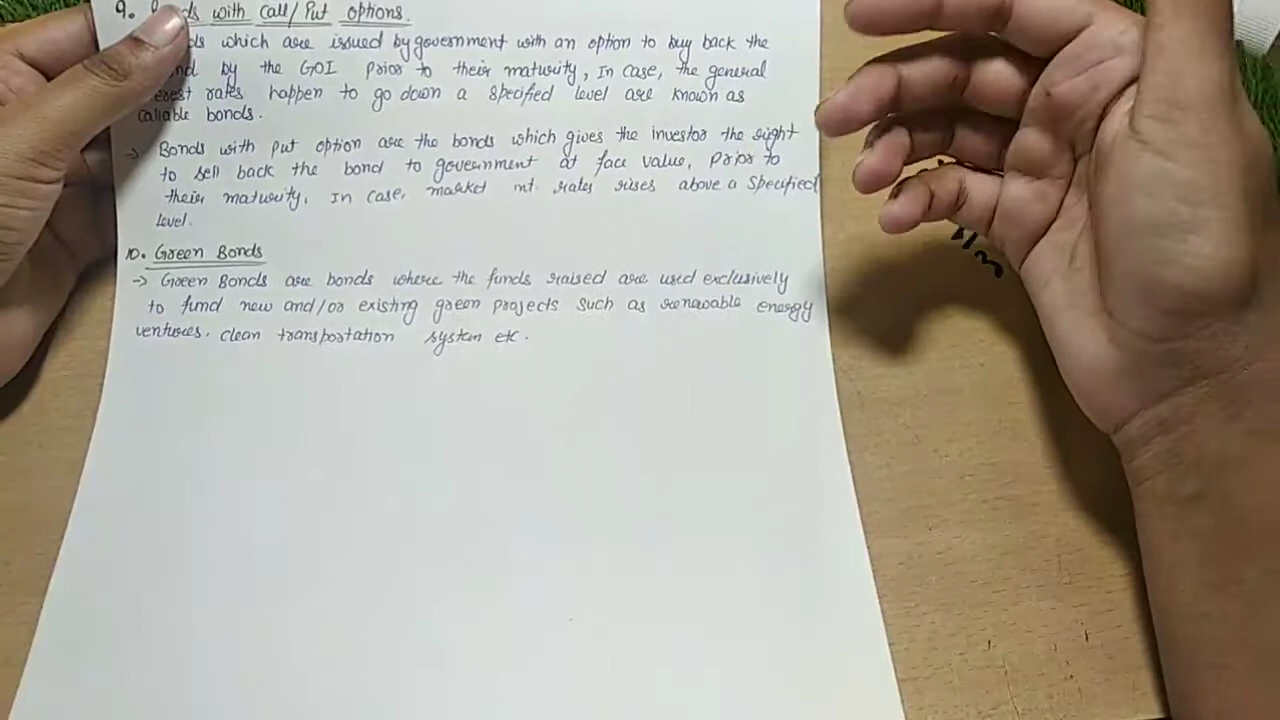 9. Bonds with Call/Put options.
ds which are issued by government with an option to buy back the
nd by the GOI Prior to their maturity, In case, the general
erest rates happen to go down a specified level are known as
callable bonds.
→ Bonds with put option are the bonds which gives the investor the right
to sell back the bond to government at face value, Prior to
their maturity, In case, market int. rates rises above a specified
level.
10. Green Bonds
→ Green Bonds are bonds where the funds raised are used exclusively
to fund new and/or existing green projects such as renewable energy
ventures. clean transportation system etc.